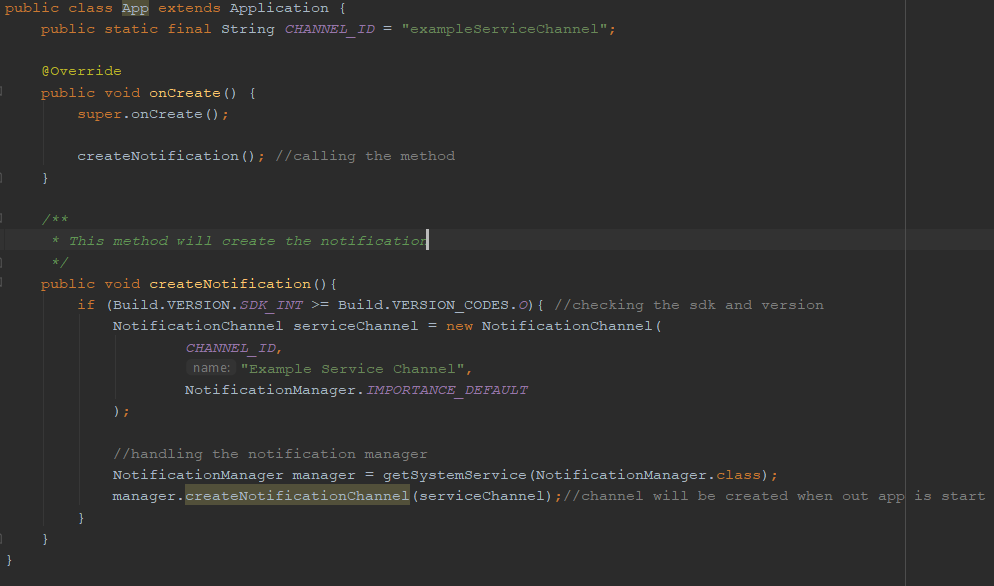 public class App extends Application {
public static final String CHANNEL_ID = "exampleServiceChannel";
@Override
public void onCreate() {
super.onCreate();
createNotification(); //calling the method
}
/**
* This method will create the notification
*/
public void createNotification(){
if (Build.VERSION.SDK_INT >= Build.VERSION_CODES.O){ //checking the sdk and version
NotificationChannel serviceChannel = new NotificationChannel(
CHANNEL_ID,
name: "Example Service Channel",
NotificationManager.IMPORTANCE_DEFAULT
);
//handling the notification manager
NotificationManager manager = getSystemService(NotificationManager.class);
manager.createNotificationChannel(serviceChannel);//channel will be created when out app is start
}
}
}